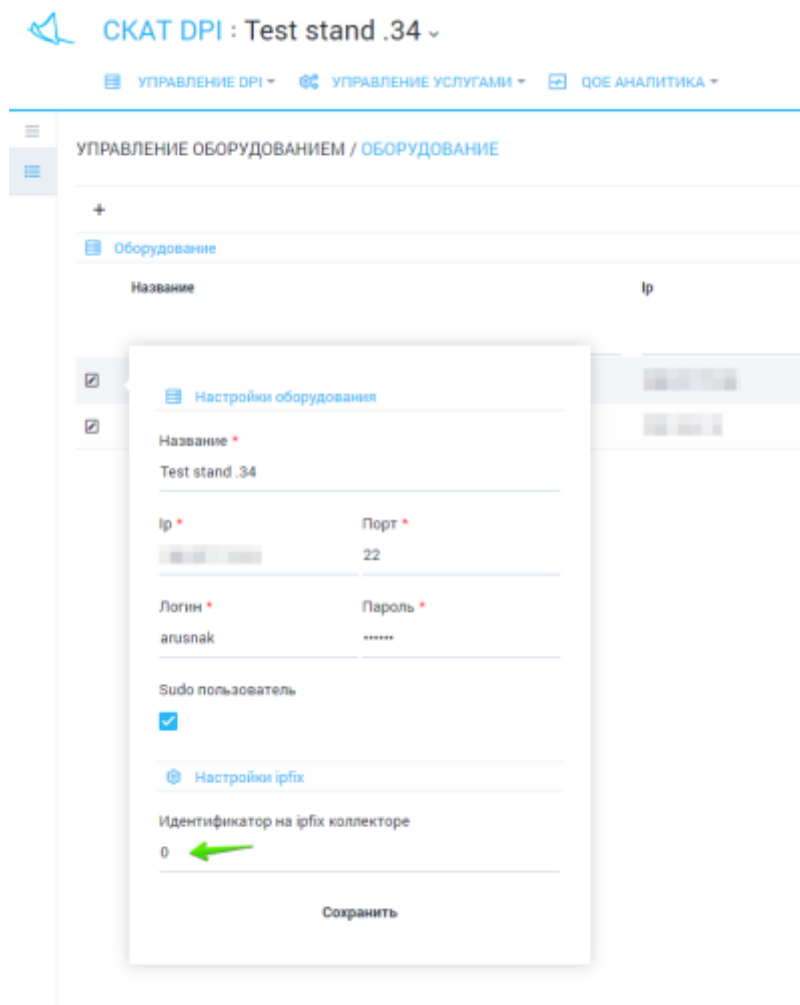 СКАТ DPI : Test stand .34
УПРАВЛЕНИЕ DPI УПРАВЛЕНИЕ УСЛУГАМИ QOE АНАЛИТИКА
УПРАВЛЕНИЕ ОБОРУДОВАНИЕМ / ОБОРУДОВАНИЕ
+
Оборудование
Название Ip
Настройки оборудования
Название *
Test stand .34
Ip * Порт *
22
Логин * Пароль *
arusnak ••••••
Sudo пользователь
Настройки ipfix
Идентификатор на ipfix коллекторе
0
Сохранить